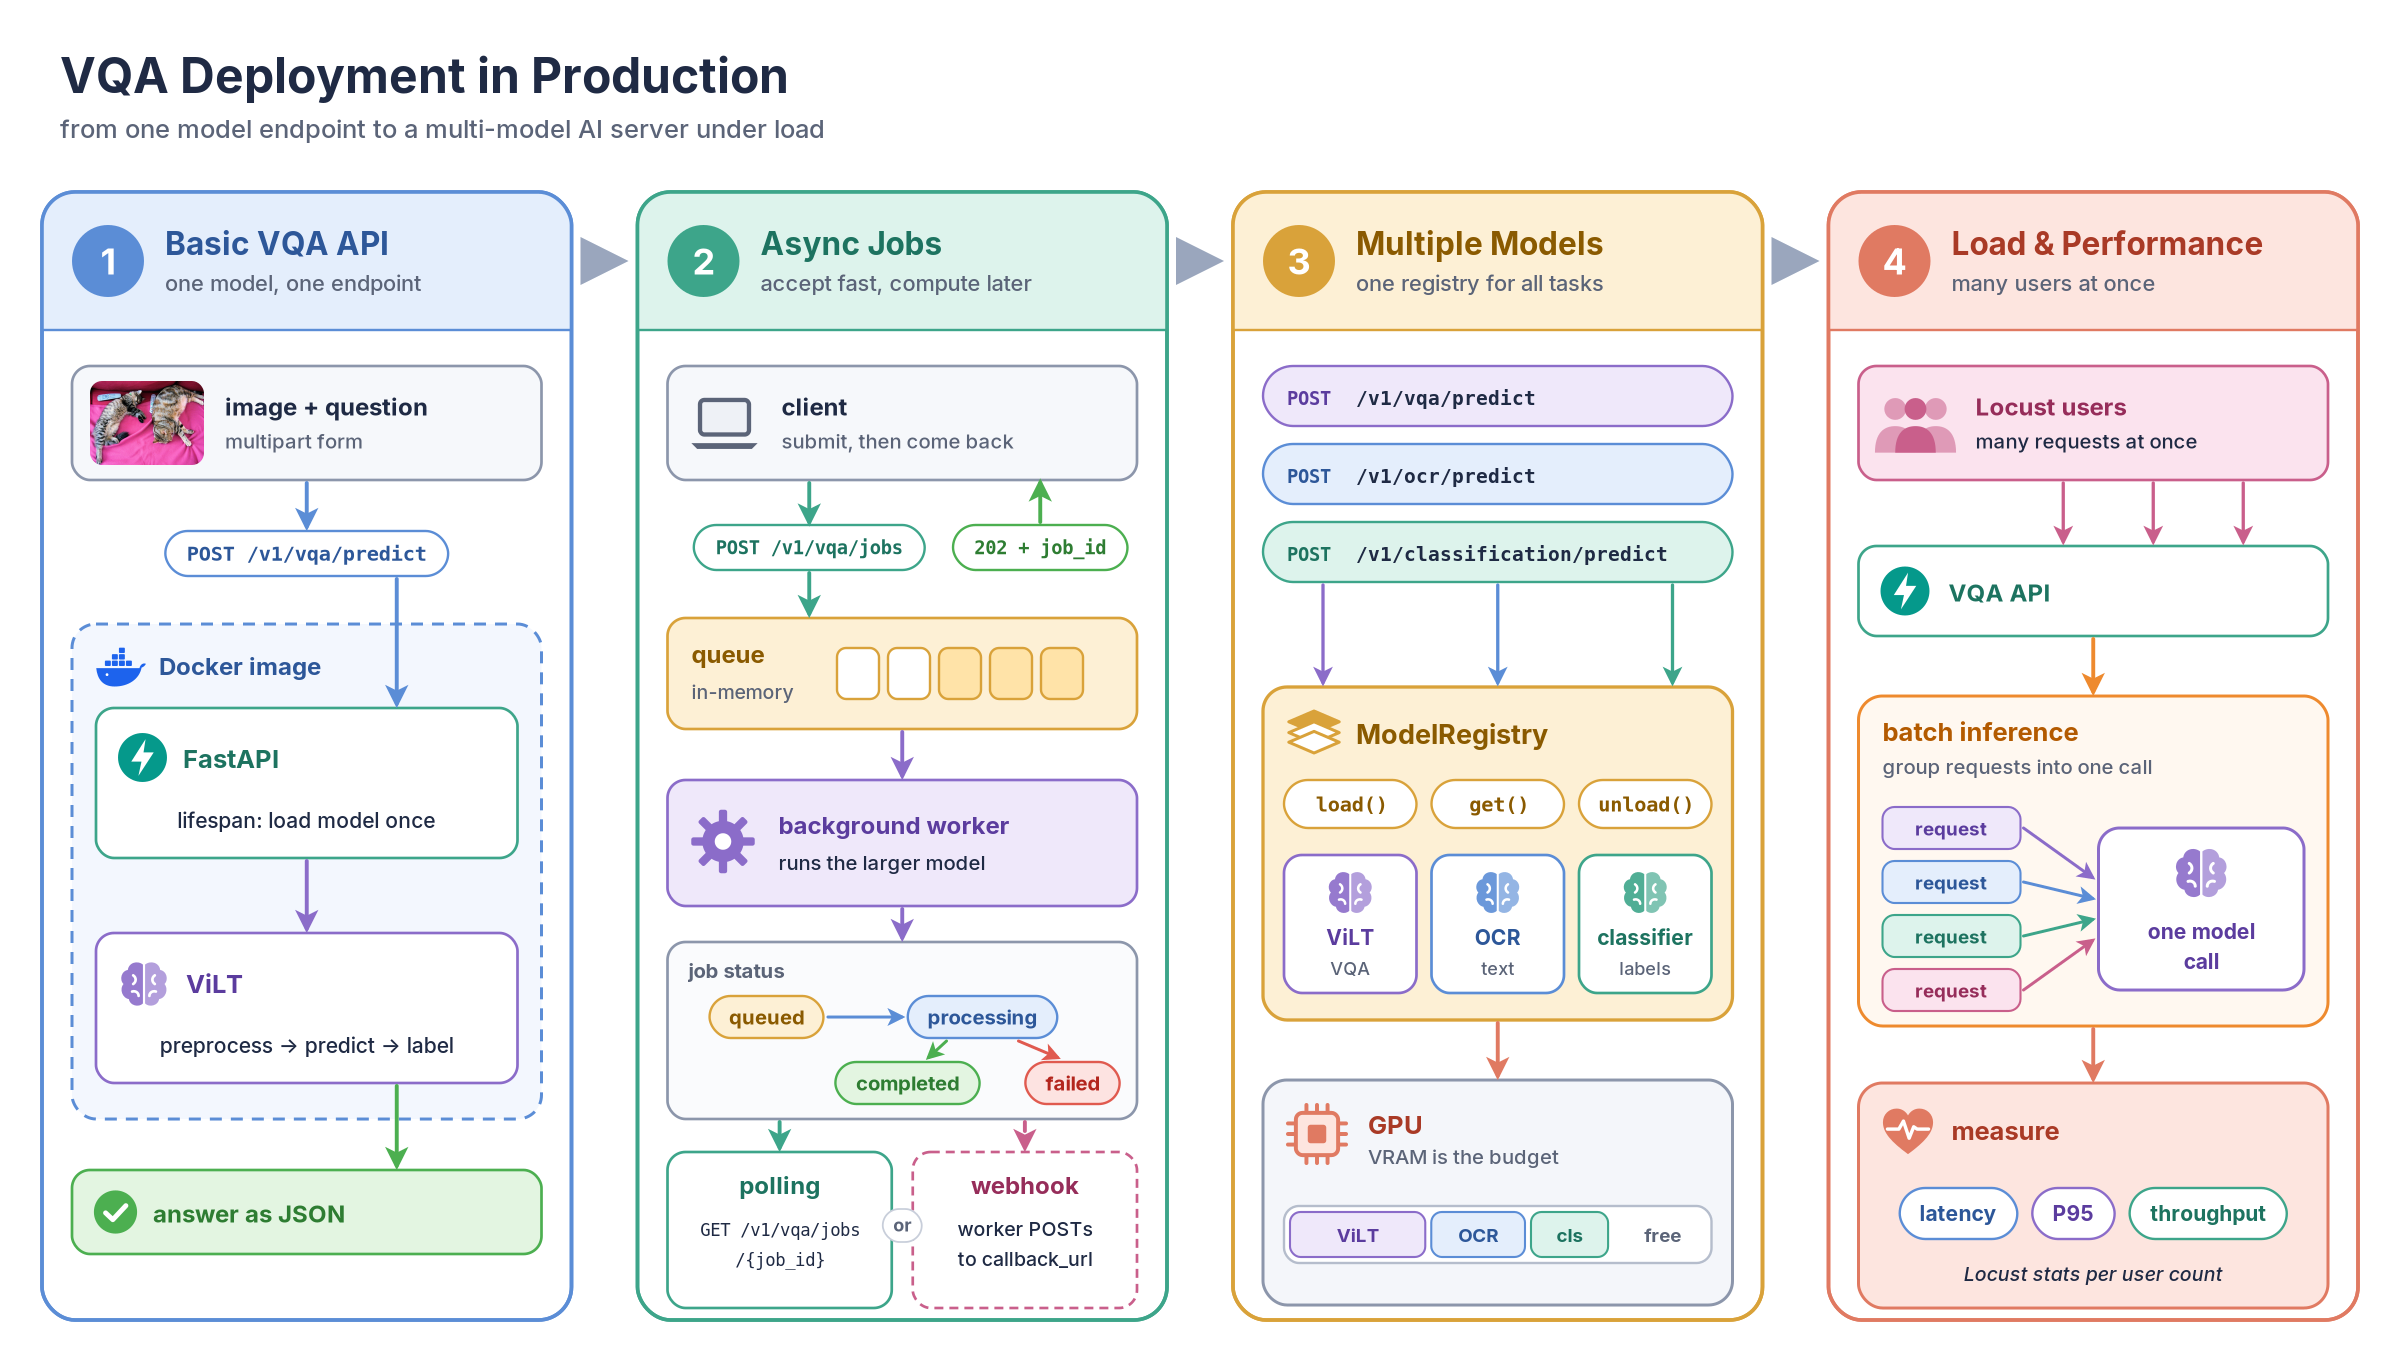 VQA Deployment in Production
from one model endpoint to a multi-model AI server under load
1
Basic VQA API
one model, one endpoint
image + question
multipart form
POST /v1/vqa/predict
Docker image
FastAPI
lifespan: load model once
ViLT
preprocess → predict → label
answer as JSON
2
Async Jobs
accept fast, compute later
client
submit, then come back
POST /v1/vqa/jobs
202 + job_id
queue
in-memory
background worker
runs the larger model
job status
queued
processing
completed
failed
polling
GET /v1/vqa/jobs
/{job_id}
or
webhook
worker POSTs
to callback_url
3
Multiple Models
one registry for all tasks
POST /v1/vqa/predict
POST /v1/ocr/predict
POST /v1/classification/predict
ModelRegistry
load()
get()
unload()
ViLT
VQA
OCR
text
classifier
labels
GPU
VRAM is the budget
ViLT
OCR
cls
free
4
Load & Performance
many users at once
Locust users
many requests at once
VQA API
batch inference
group requests into one call
request
request
request
request
one model
call
measure
latency
P95
throughput
Locust stats per user count